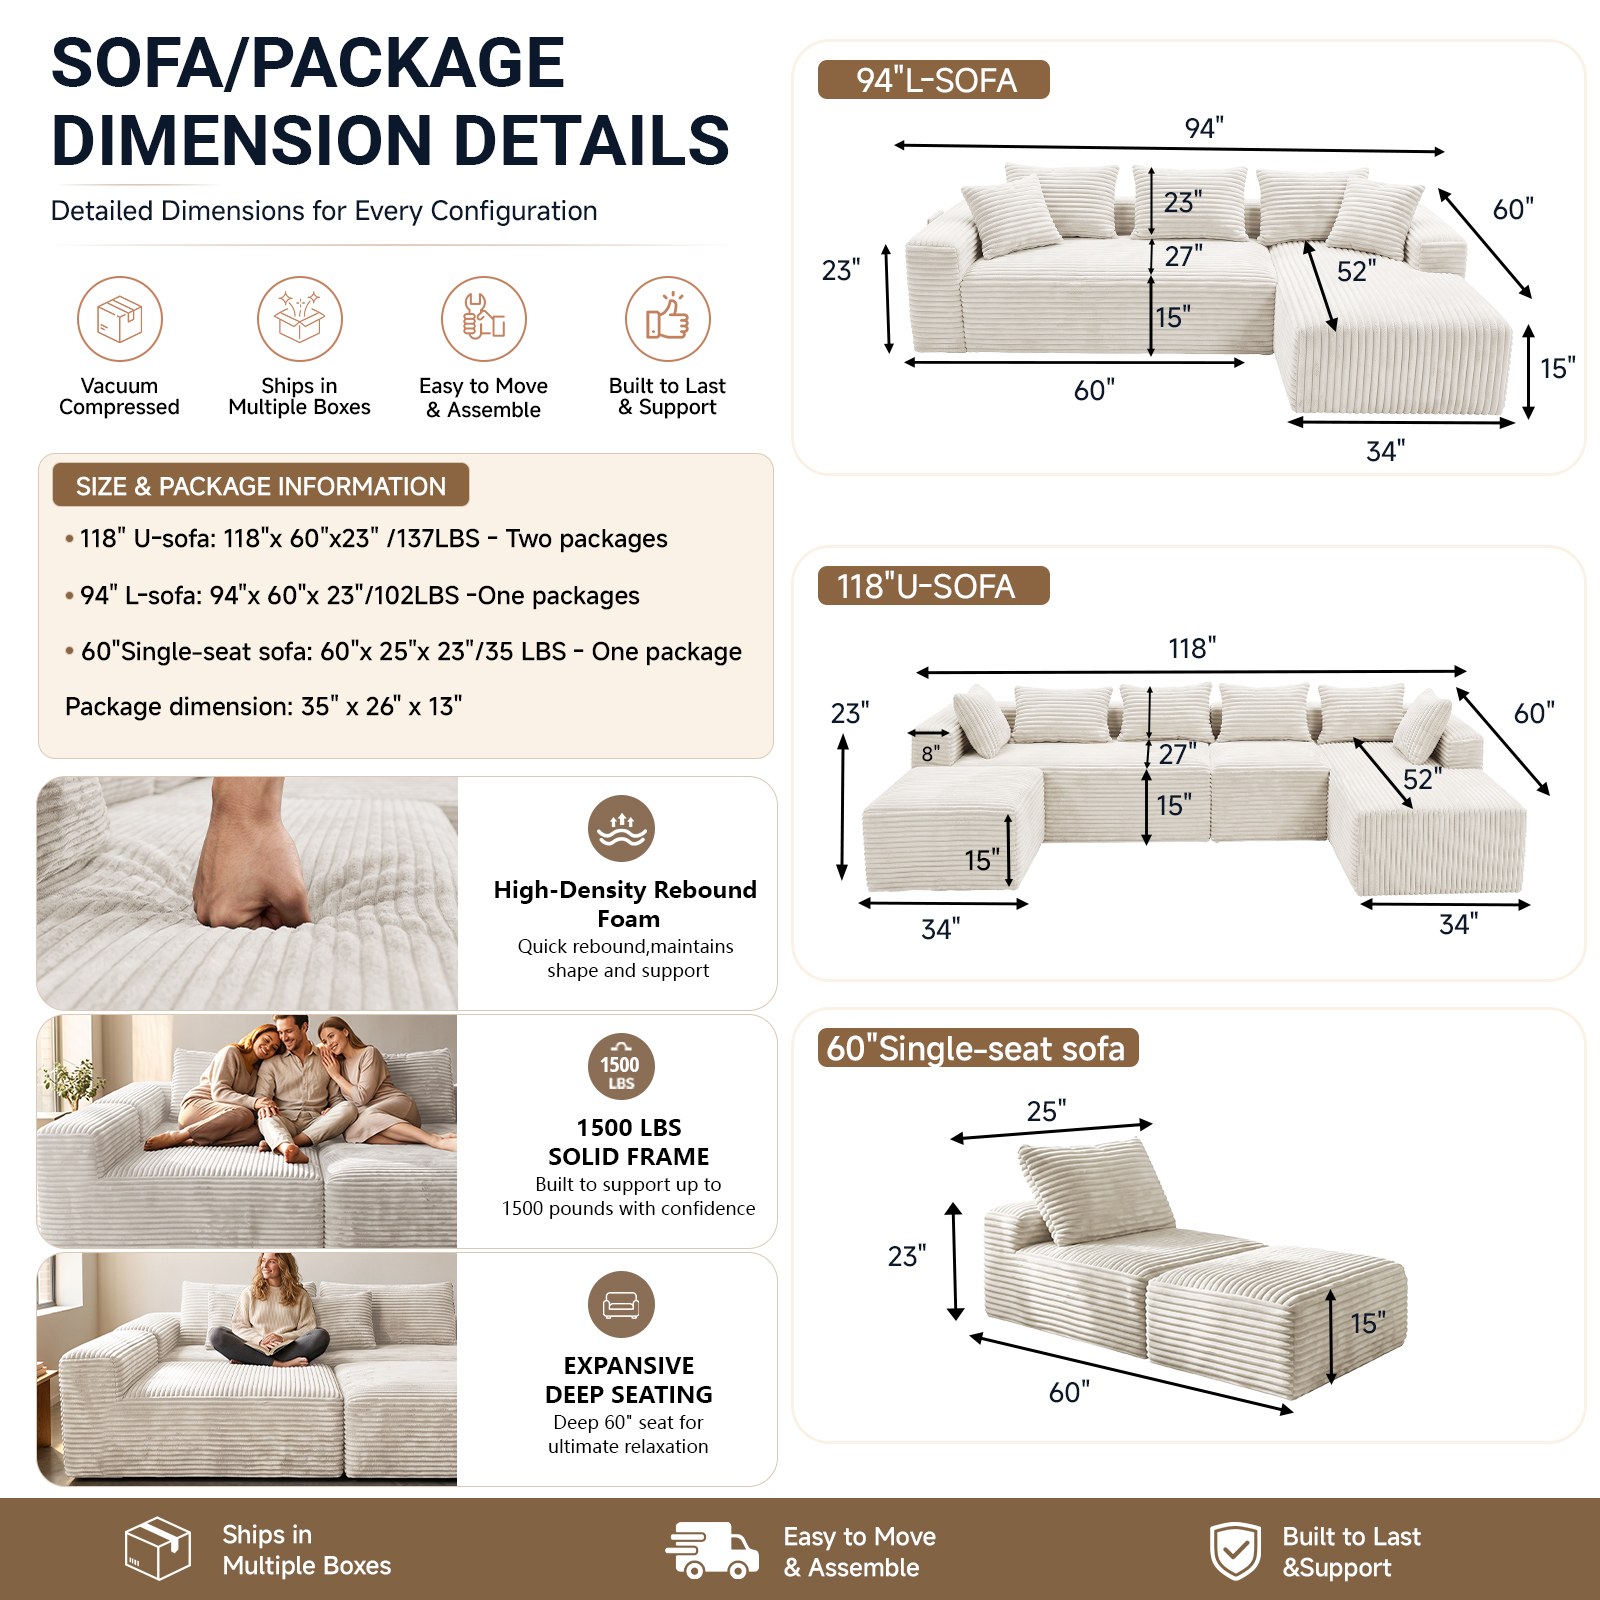 SOFA/PACKAGE
DIMENSION DETAILS
Detailed Dimensions for Every Configuration
Vacuum
Compressed
Ships in
Multiple Boxes
Easy to Move
& Assemble
Built to Last
& Support
SIZE & PACKAGE INFORMATION
• 118" U-sofa: 118"x 60"x23" /137LBS - Two packages
• 94" L-sofa: 94"x 60"x 23"/102LBS -One packages
• 60"Single-seat sofa: 60"x 25"x 23"/35 LBS - One package
Package dimension: 35" x 26" x 13"
High-Density Rebound
Foam
Quick rebound,maintains
shape and support
1500
LBS
1500 LBS
SOLID FRAME
Built to support up to
1500 pounds with confidence
EXPANSIVE
DEEP SEATING
Deep 60" seat for
ultimate relaxation
94"L-SOFA
94"
23"
60"
27"
23"
52"
15"
15"
60"
34"
118"U-SOFA
118"
23"
60"
8"
27"
52"
15"
15"
34"
34"
60"Single-seat sofa
25"
23"
15"
60"
Ships in
Multiple Boxes
Easy to Move
& Assemble
Built to Last
&Support